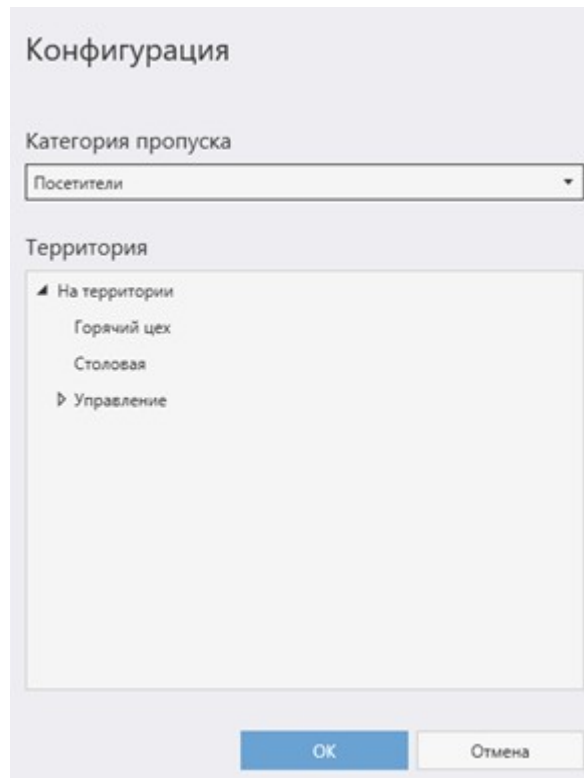 Конфигурация
Категория пропуска
Посетители
Территория
На территории
Горячий цех
Столовая
Управление
OK
Отмена